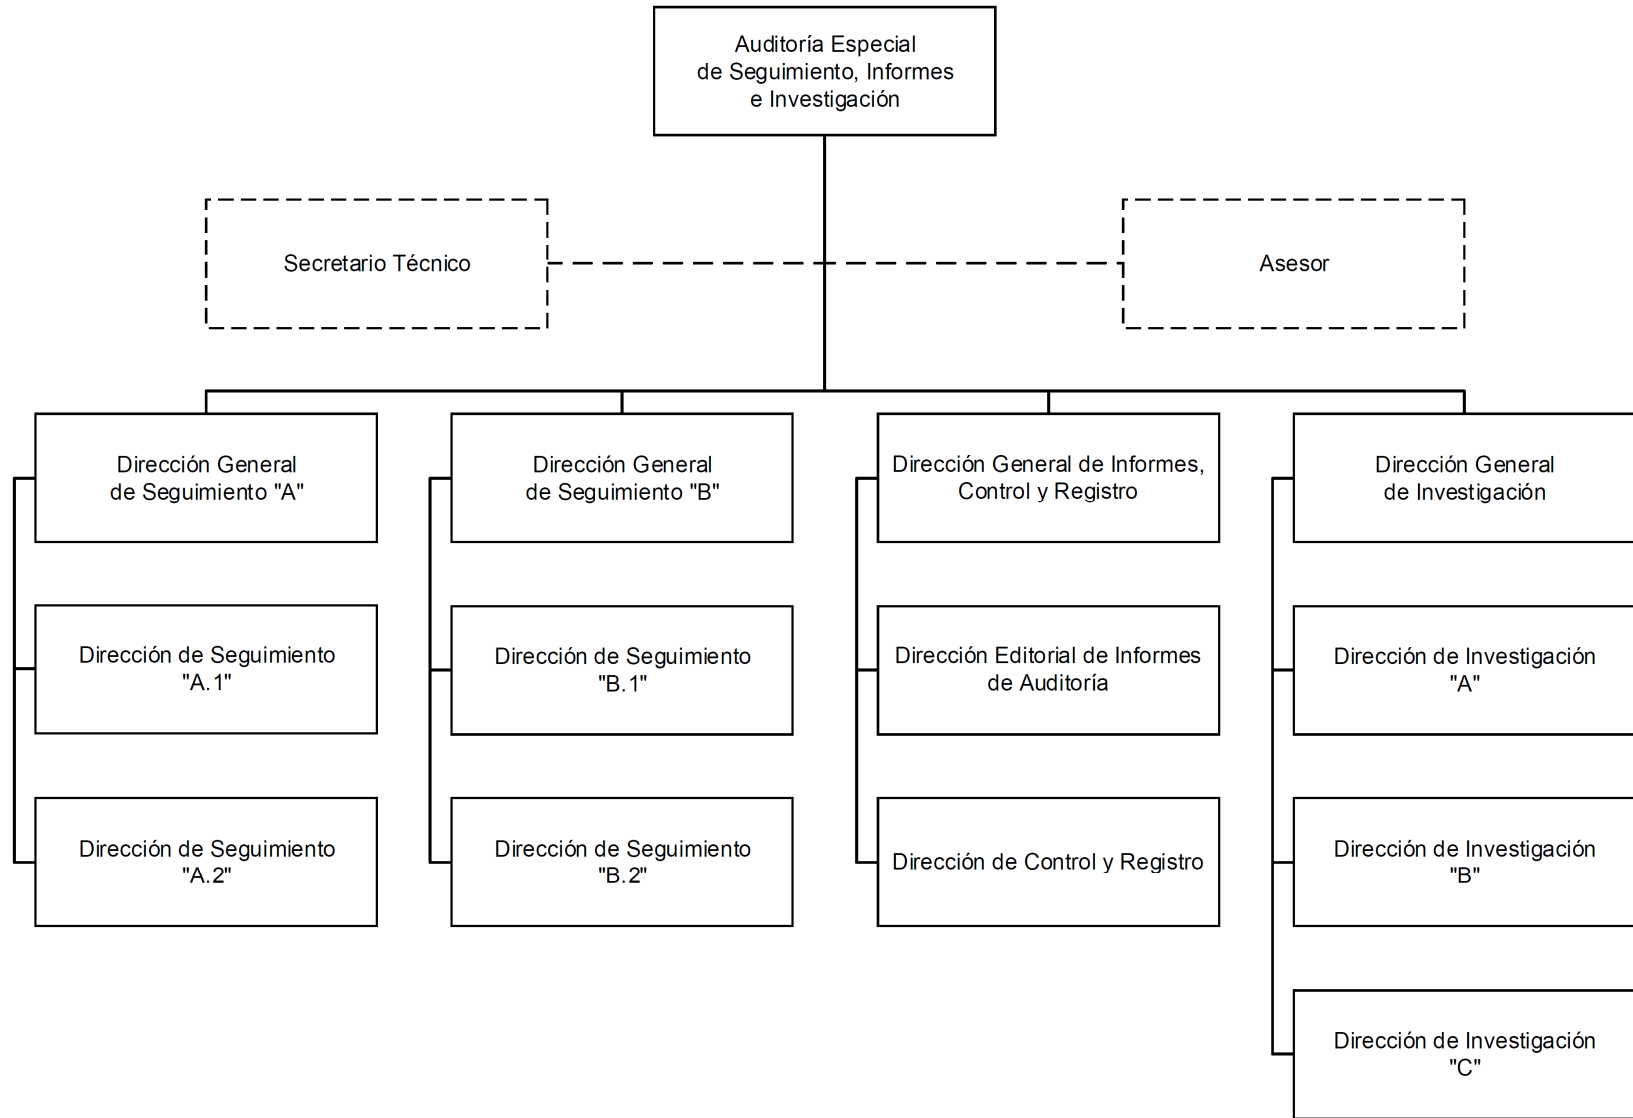 Auditoría Especial
de Seguimiento, Informes
e Investigación
Secretario Técnico
Asesor
Dirección General
de Seguimiento "A"
Dirección General
de Seguimiento "B"
Dirección General de Informes,
Control y Registro
Dirección General
de Investigación
Dirección de Seguimiento
"A.1"
Dirección de Seguimiento
"B.1"
Dirección Editorial de Informes
de Auditoría
Dirección de Investigación
"A"
Dirección de Seguimiento
"A.2"
Dirección de Seguimiento
"B.2"
Dirección de Control y Registro
Dirección de Investigación
"B"
Dirección de Investigación
"C"